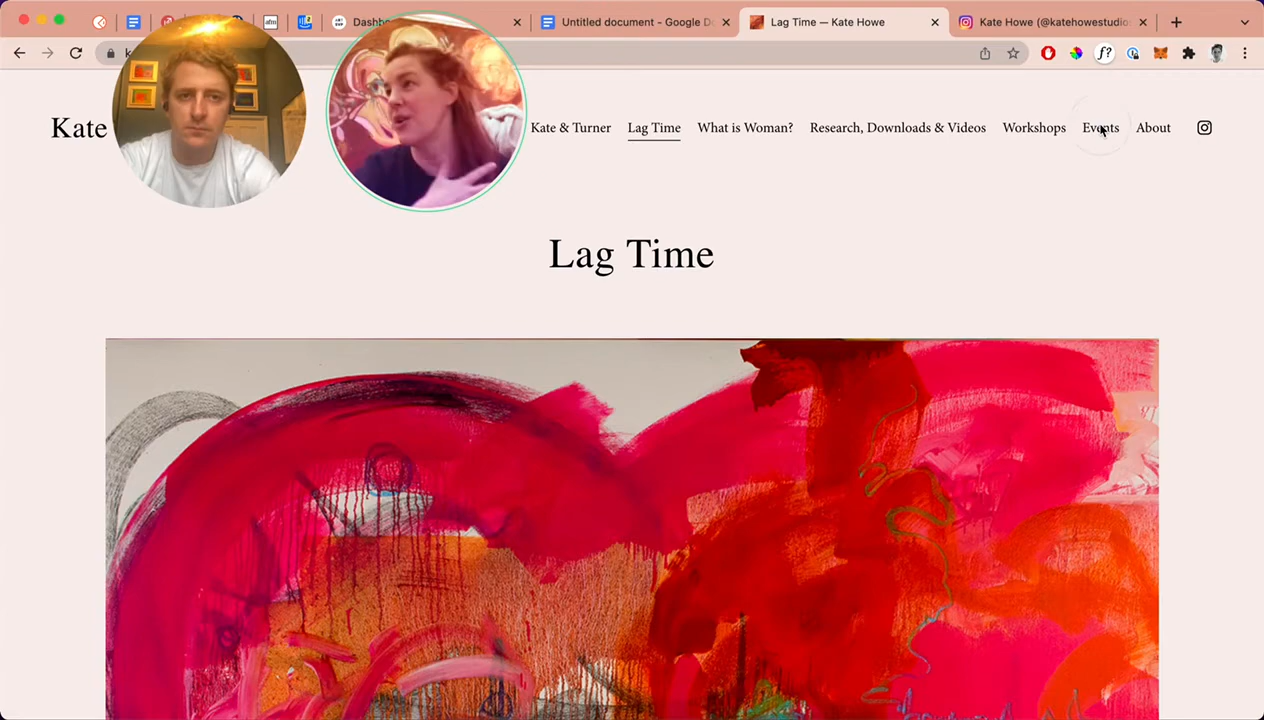 Dashb
Untitled document - Google D
Lag Time — Kate Howe
Kate Howe (@katehowestudio
Kate
Kate & Turner
Lag Time
What is Woman?
Research, Downloads & Videos
Workshops
Events
About
Lag Time